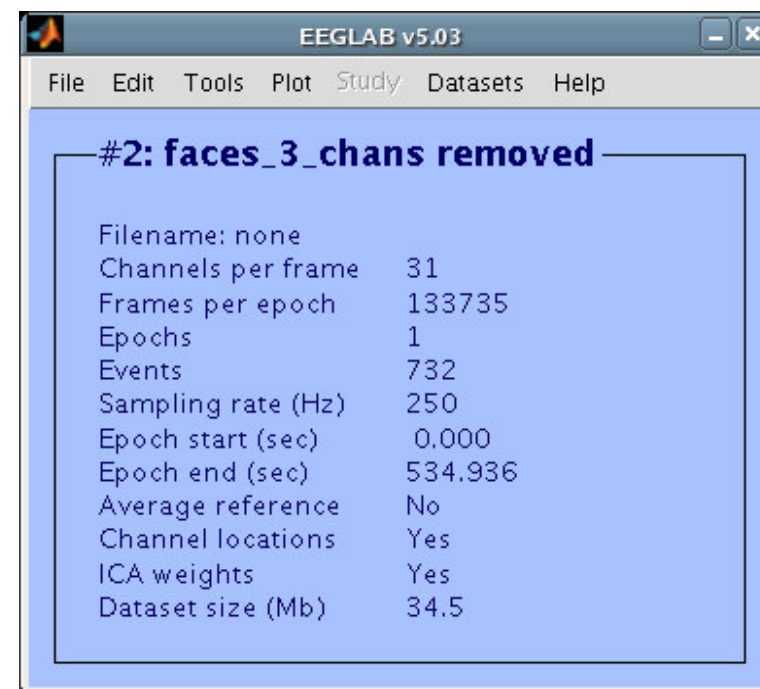 EEGLAB v5.03
File Edit Tools Plot Study Datasets Help
#2: faces_3_chans removed
Filename: none
Channels per frame 31
Frames per epoch 133735
Epochs 1
Events 732
Sampling rate (Hz) 250
Epoch start (sec) 0.000
Epoch end (sec) 534.936
Average reference No
Channel locations Yes
ICA weights Yes
Dataset size (Mb) 34.5